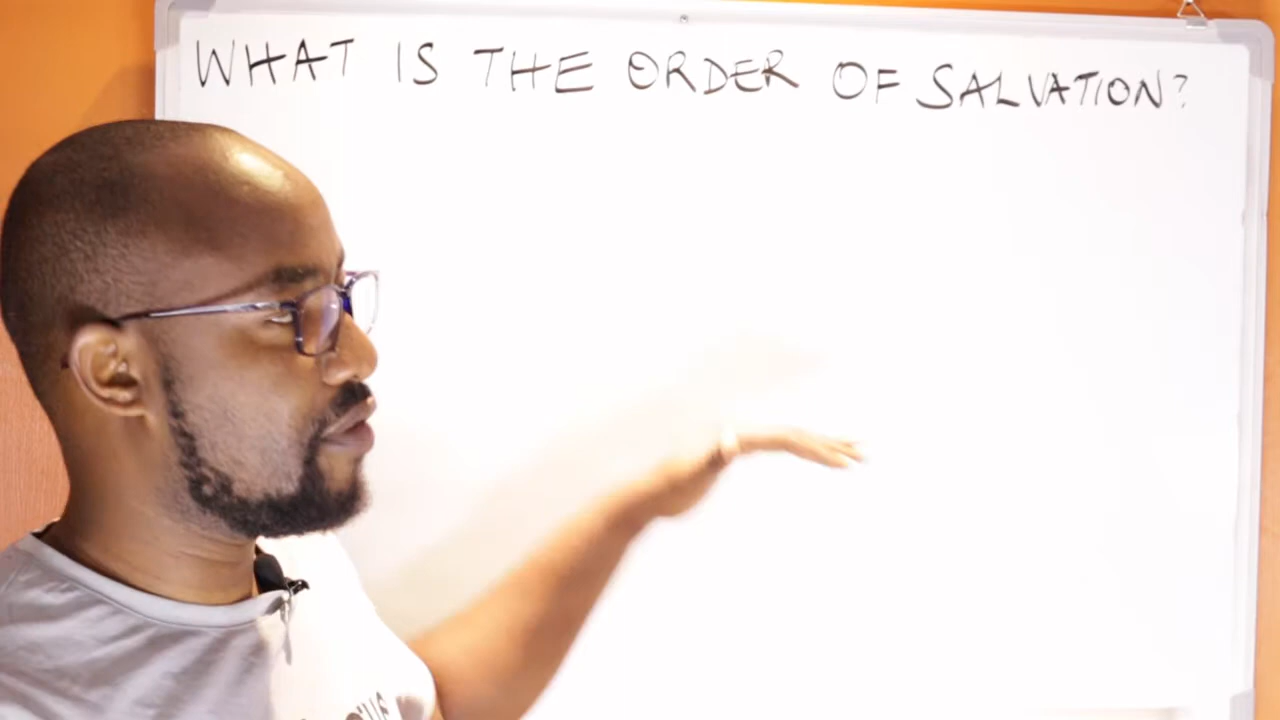 WHAT IS THE ORDER OF SALVATION?